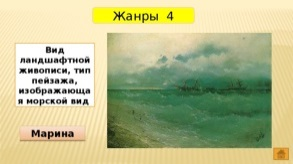 Жанры 4
Вид
ландшафтной
живописи, тип
пейзажа,
изображающа
я морской вид
Марина